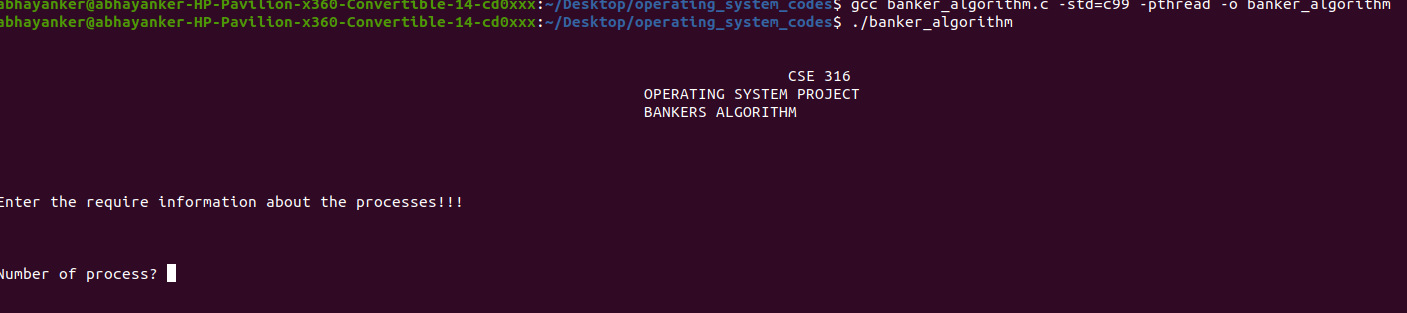 abhayanker@abhayanker-HP-Pavilion-x360-Convertible-14-cd0xxx:~/Desktop/operating_system_codes$ gcc banker_algorithm.c -std=c99 -pthread -o banker_algorithm
abhayanker@abhayanker-HP-Pavilion-x360-Convertible-14-cd0xxx:~/Desktop/operating_system_codes$ ./banker_algorithm
CSE 316
OPERATING SYSTEM PROJECT
BANKERS ALGORITHM
Enter the require information about the processes!!!
Number of process?